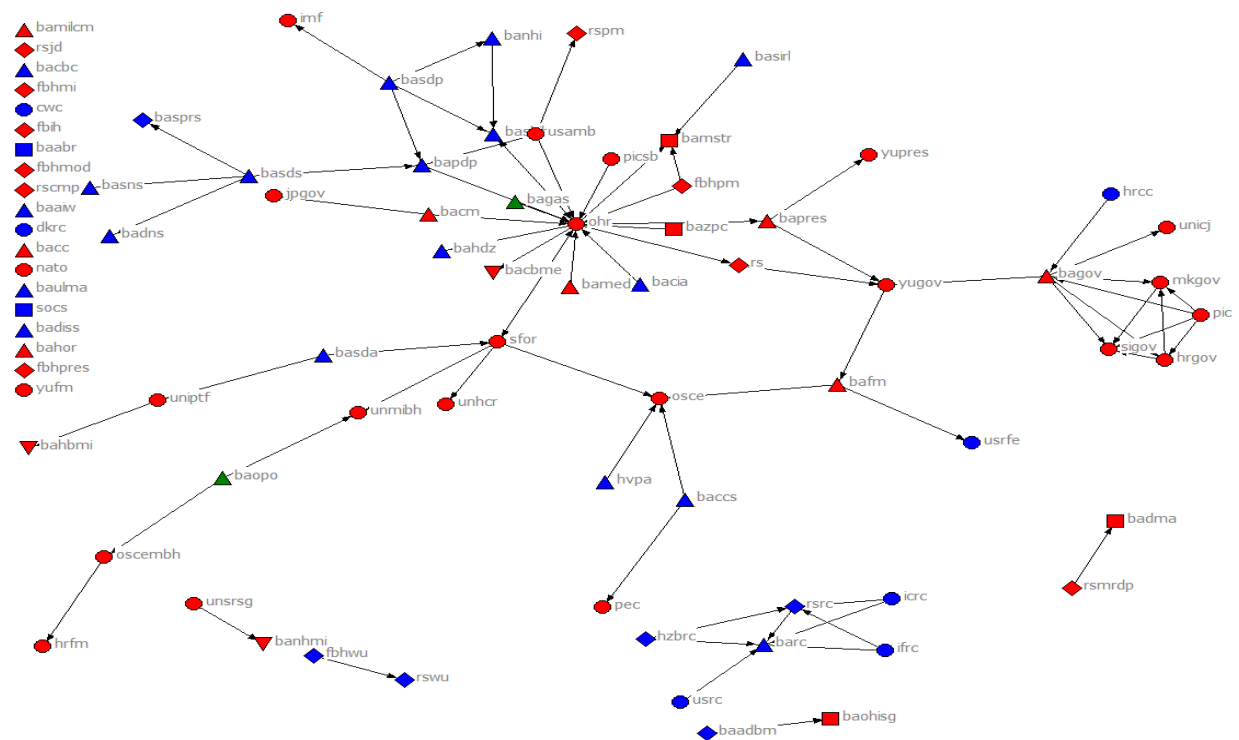 bamilcm
rsjd
bacbc
fbhmi
cwc
fbih
baabr
fbhmod
rscmp
baaiw
dkrc
bacc
nato
baulma
socs
badiss
bahor
fbhpres
yufm
imf
banhi
rspm
basirl
basdp
basprs
rusamb
bamstr
picsb
yupres
bapdp
basds
fbhpm
basns
jpgov
bagas
hrcc
bacm
ohr
bazpc
bapres
unicj
badns
bahdz
rs
bacbme
bamed
bacia
yugov
bagov
mkgov
pic
sfor
sigov
hrgov
basda
uniptf
unmibh
unhcr
osce
bafm
bahbmi
usrfe
baopo
hvpa
baccs
badma
oscembh
rsmrdp
unsrsg
pec
rsrc
icrc
hrfm
banhmi
hzbrc
barc
ifrc
fbhwu
rswu
usrc
baadbm
baohisg